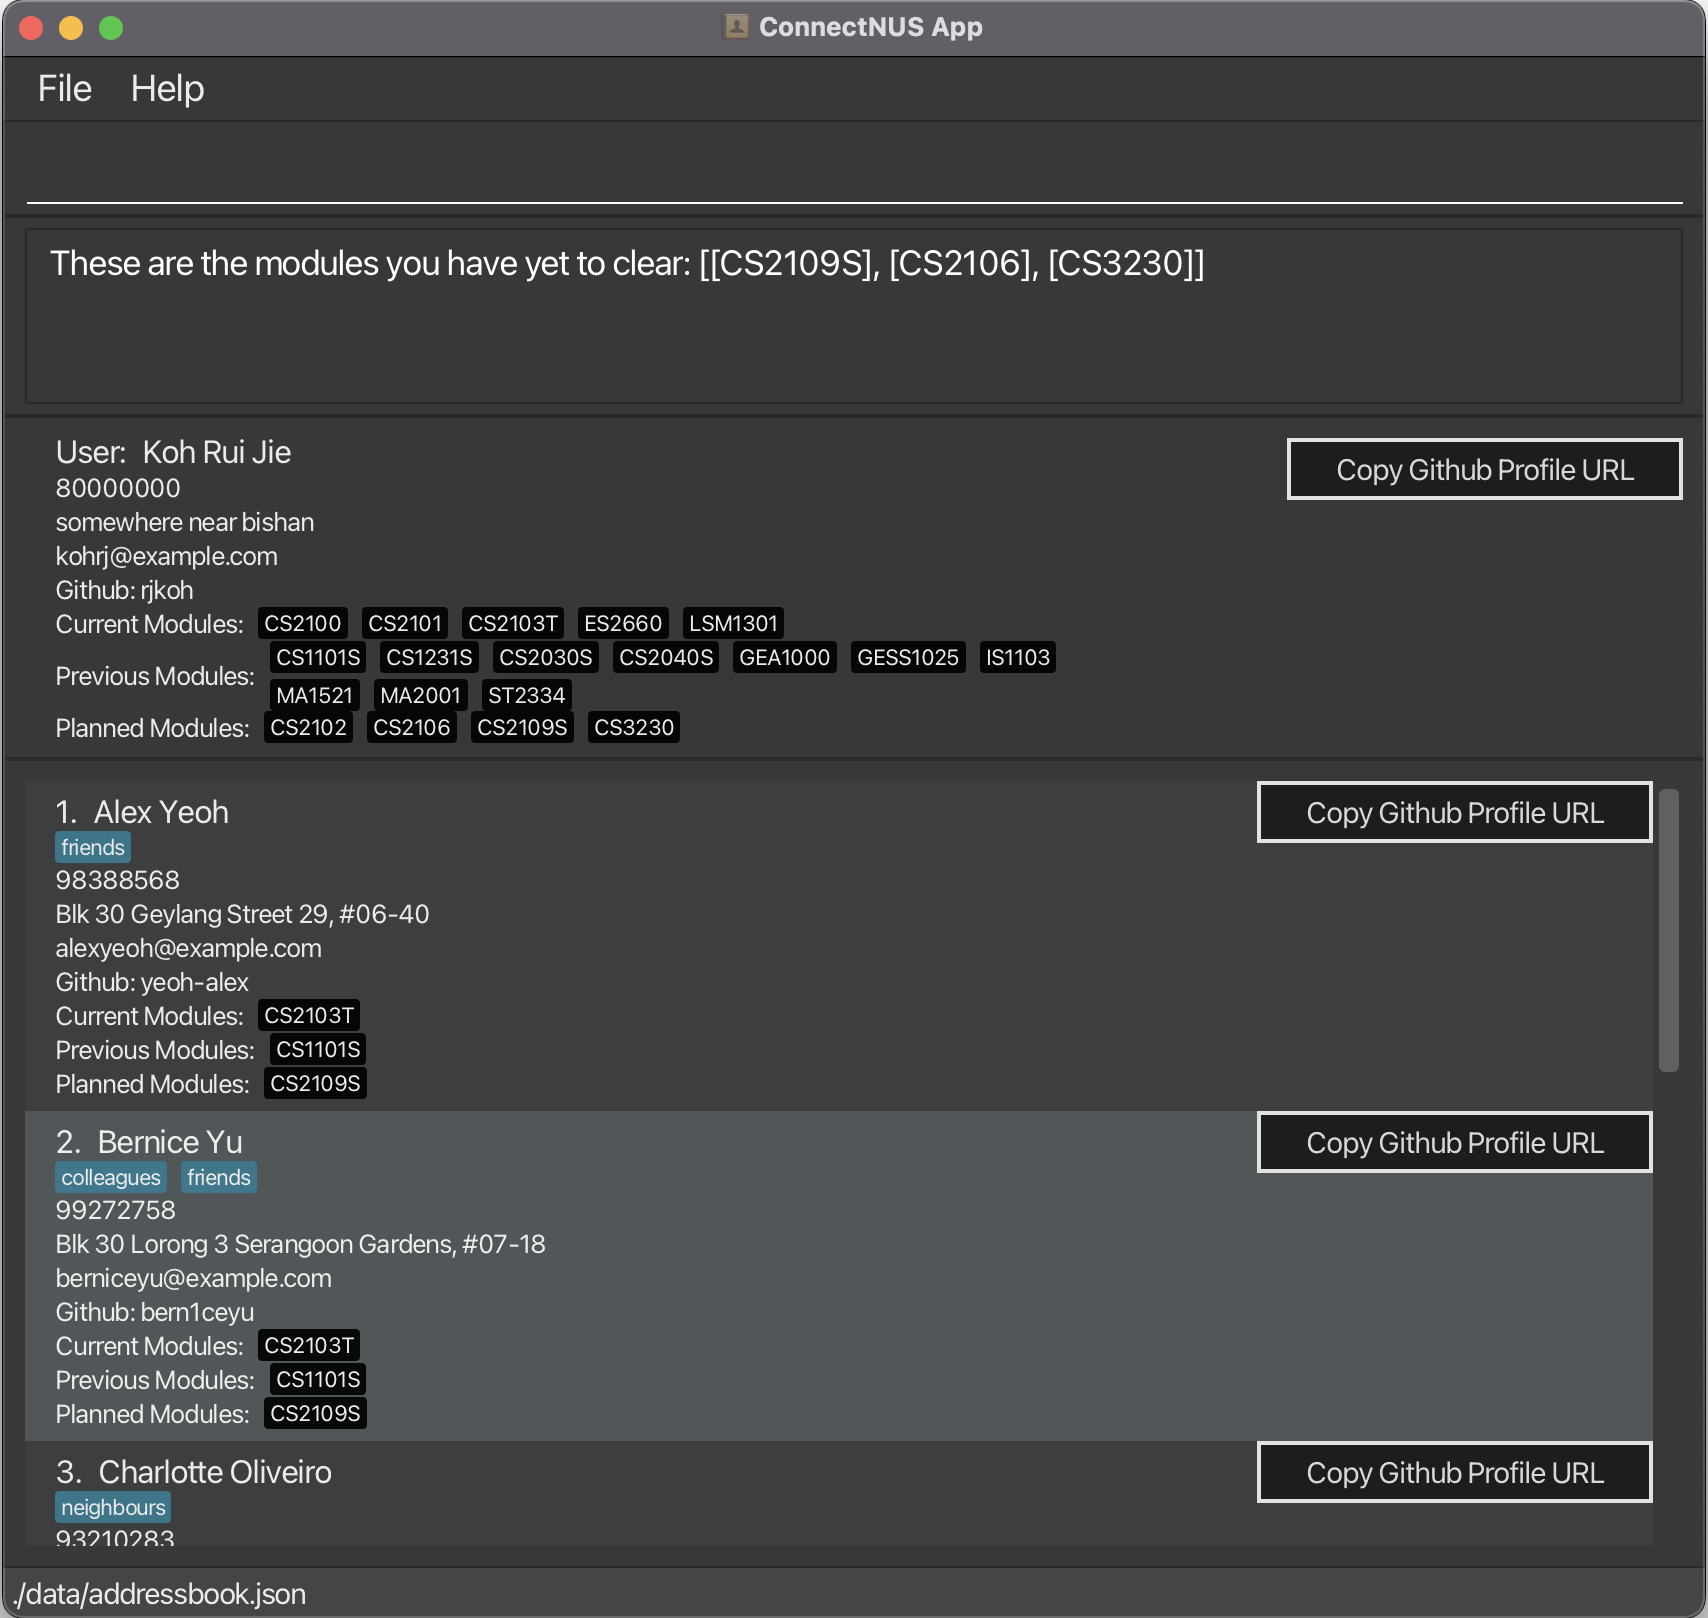 ConnectNUS App
File Help
These are the modules you have yet to clear: [[CS2109S], [CS2106], [CS3230]]
User: Koh Rui Jie
Copy Github Profile URL
80000000
somewhere near bishan
kohrj@example.com
Github: rjkoh
Current Modules: CS2100 CS2101 CS2103T ES2660 LSM1301
Previous Modules: CS1101S CS1231S CS2030S CS2040S GEA1000 GESS1025 IS1103
MA1521 MA2001 ST2334
Planned Modules: CS2102 CS2106 CS2109S CS3230
1. Alex Yeoh
Copy Github Profile URL
friends
98388568
Blk 30 Geylang Street 29, #06-40
alexyeoh@example.com
Github: yeoh-alex
Current Modules: CS2103T
Previous Modules: CS1101S
Planned Modules: CS2109S
2. Bernice Yu
Copy Github Profile URL
colleagues friends
99272758
Blk 30 Lorong 3 Serangoon Gardens, #07-18
berniceyu@example.com
Github: bern1ceyu
Current Modules: CS2103T
Previous Modules: CS1101S
Planned Modules: CS2109S
3. Charlotte Oliveiro
Copy Github Profile URL
neighbours
93210283
./data/addressbook.json